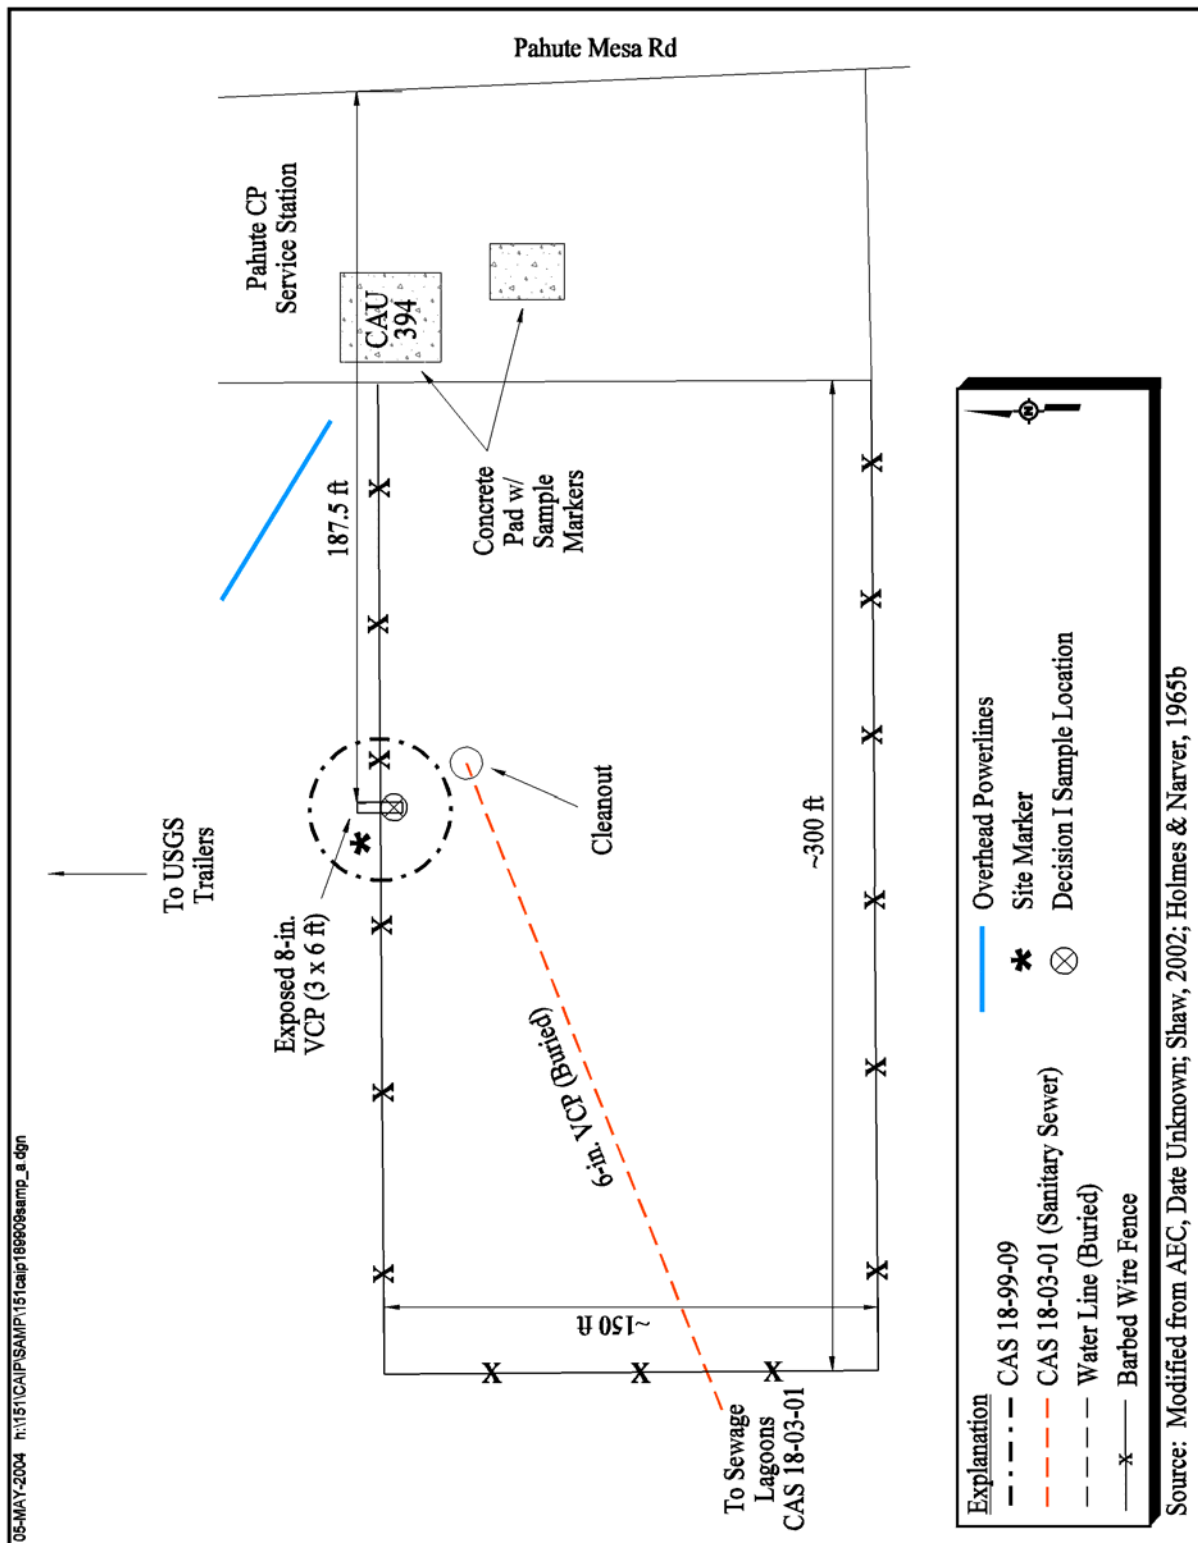 05-MAY-2004 h:\151\CAIP\SAMP\151caip189909samp_a.dgn
Pahute Mesa Rd
Pahute CP
Service Station
CAU
394
187.5 ft
Concrete
Pad w/
Sample
Markers
To USGS
Trailers
Exposed 8-in.
VCP (3 x 6 ft)
Cleanout
~300 ft
6-in. VCP (Buried)
~150 ft
To Sewage
Lagoons
CAS 18-03-01
Explanation
CAS 18-99-09
CAS 18-03-01 (Sanitary Sewer)
Water Line (Buried)
x Barbed Wire Fence
Overhead Powerlines
Site Marker
Decision I Sample Location
N
Source: Modified from AEC, Date Unknown; Shaw, 2002; Holmes & Narver, 1965b